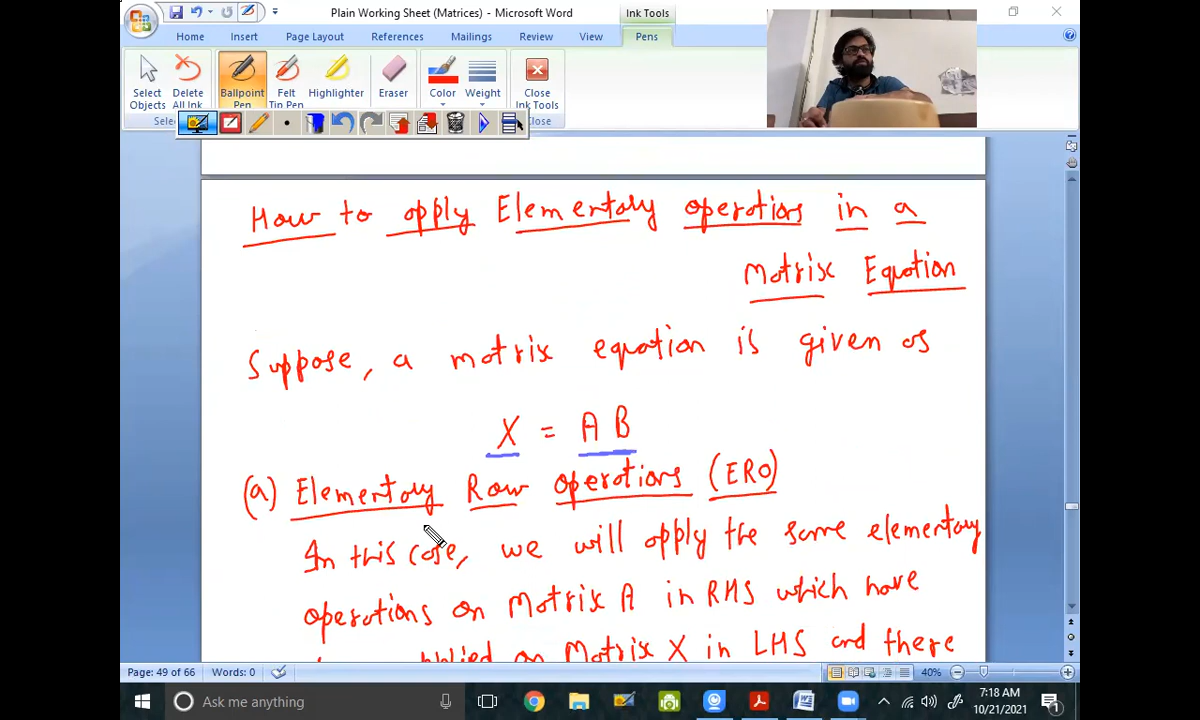 Plain Working Sheet (Matrices) - Microsoft Word
Ink Tools
Home Insert Page Layout References Mailings Review View Pens
Select Objects
Delete All Ink
Ballpoint Pen
Felt Tip Pen
Highlighter
Eraser
Color
Weight
Close Ink Tools
Close
How to apply Elementary operations in a
Matrix Equation
Suppose, a matrix equation is given as
X = A B
(a) Elementary Row operations (ERO)
In this case, we will apply the same elementary
operations on Matrix A in RHS which have
on Matrix X in LHS and there
Page: 49 of 66 Words: 0 40%
Ask me anything
7:18 AM
10/21/2021
1